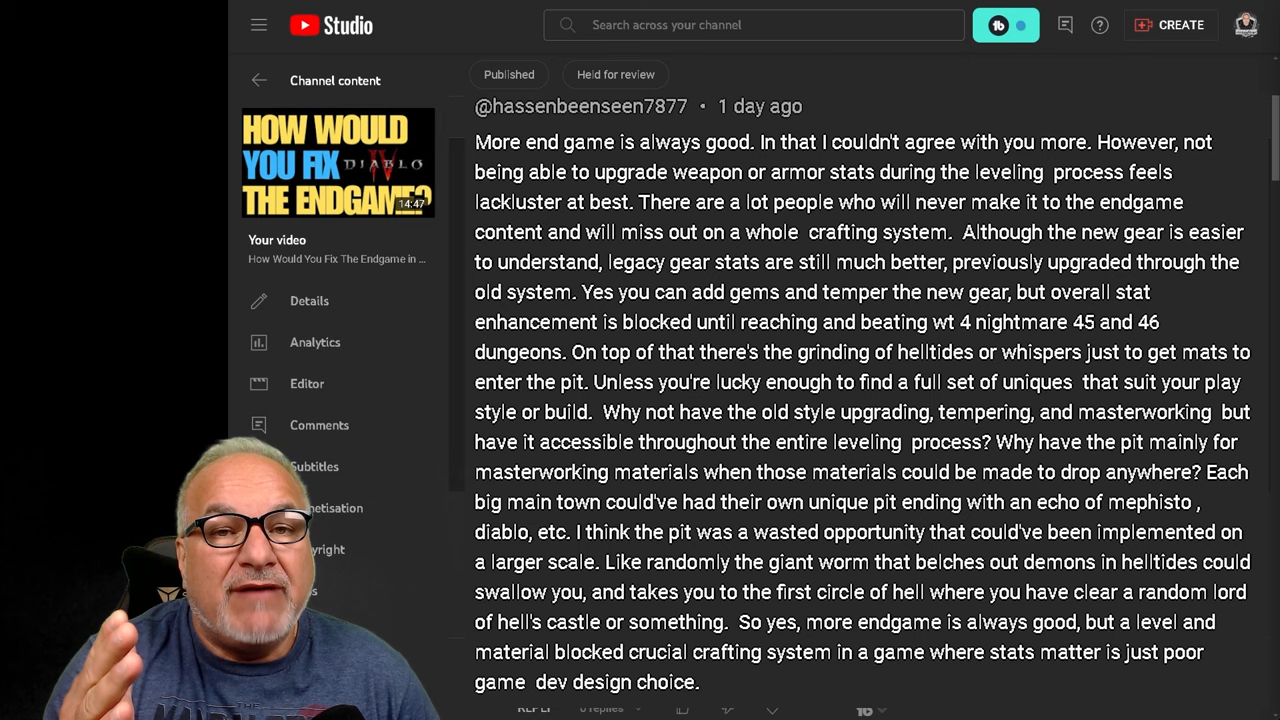 Studio
Search across your channel
CREATE
Channel content
Published
Held for review
HOW WOULD
YOU FIX DIABLO IV
THE ENDGAME?
14:47
Your video
How Would You Fix The Endgame in ...
Details
Analytics
Editor
Comments
Subtitles
netisation
yright
@hassenbeenseen7877 • 1 day ago
More end game is always good. In that I couldn't agree with you more. However, not
being able to upgrade weapon or armor stats during the leveling process feels
lackluster at best. There are a lot people who will never make it to the endgame
content and will miss out on a whole crafting system. Although the new gear is easier
to understand, legacy gear stats are still much better, previously upgraded through the
old system. Yes you can add gems and temper the new gear, but overall stat
enhancement is blocked until reaching and beating wt 4 nightmare 45 and 46
dungeons. On top of that there's the grinding of helltides or whispers just to get mats to
enter the pit. Unless you're lucky enough to find a full set of uniques that suit your play
style or build. Why not have the old style upgrading, tempering, and masterworking but
have it accessible throughout the entire leveling process? Why have the pit mainly for
masterworking materials when those materials could be made to drop anywhere? Each
big main town could've had their own unique pit ending with an echo of mephisto ,
diablo, etc. I think the pit was a wasted opportunity that could've been implemented on
a larger scale. Like randomly the giant worm that belches out demons in helltides could
swallow you, and takes you to the first circle of hell where you have clear a random lord
of hell's castle or something. So yes, more endgame is always good, but a level and
material blocked crucial crafting system in a game where stats matter is just poor
game dev design choice.
REPLY
THE